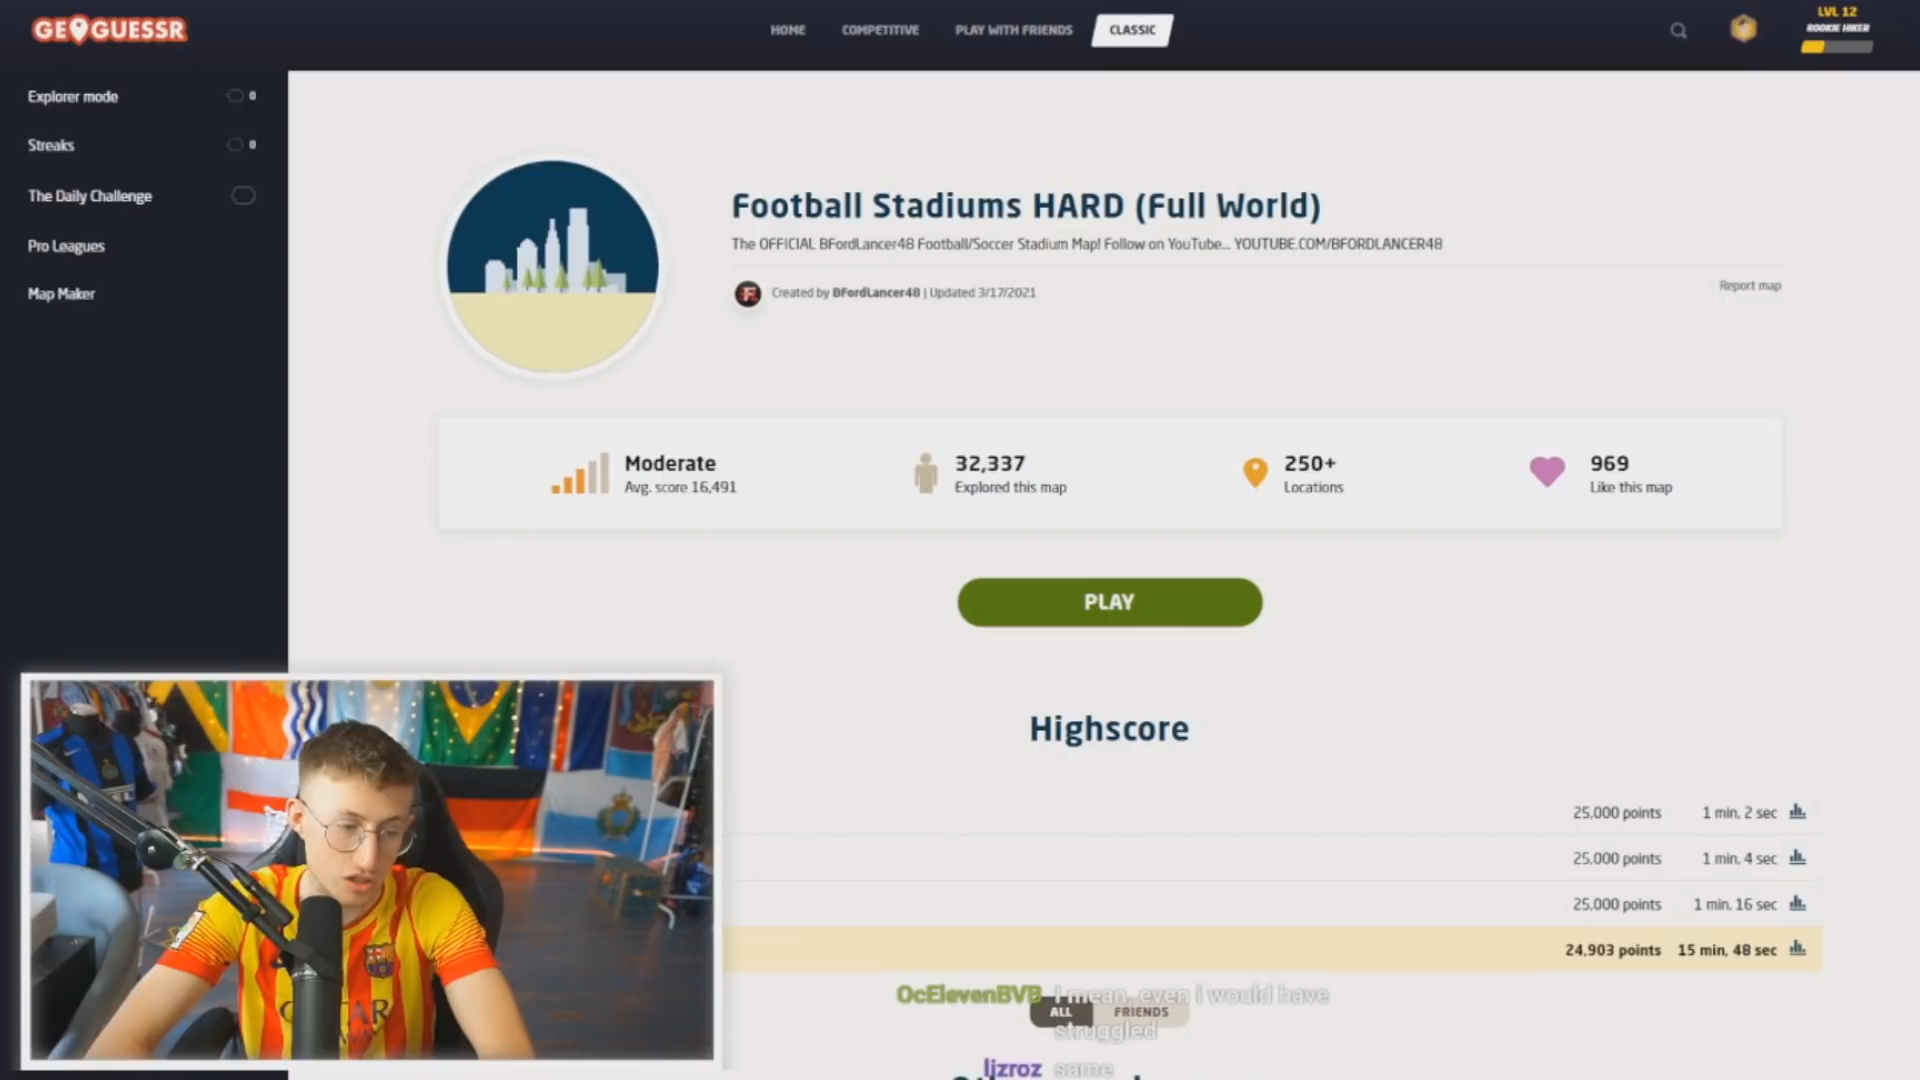 GEOGUESSR
HOME
COMPETITIVE
PLAY WITH FRIENDS
CLASSIC
LVL 12
ROOKIE HIKER
Explorer mode 0
Streaks 0
The Daily Challenge
Pro Leagues
Map Maker
Football Stadiums HARD (Full World)
The OFFICIAL BFordLancer48 Football/Soccer Stadium Map! Follow on YouTube... YOUTUBE.COM/BFORDLANCER48
Created by BFordLancer48 | Updated 3/17/2021
Report map
Moderate
Avg. score 16,491
32,337
Explored this map
250+
Locations
969
Like this map
PLAY
Highscore
25,000 points 1 min, 2 sec
25,000 points 1 min, 4 sec
25,000 points 1 min, 16 sec
24,903 points 15 min, 48 sec
OcElevenBVB I mean, even i would have
struggled
ALL
FRIENDS
ljzroz same